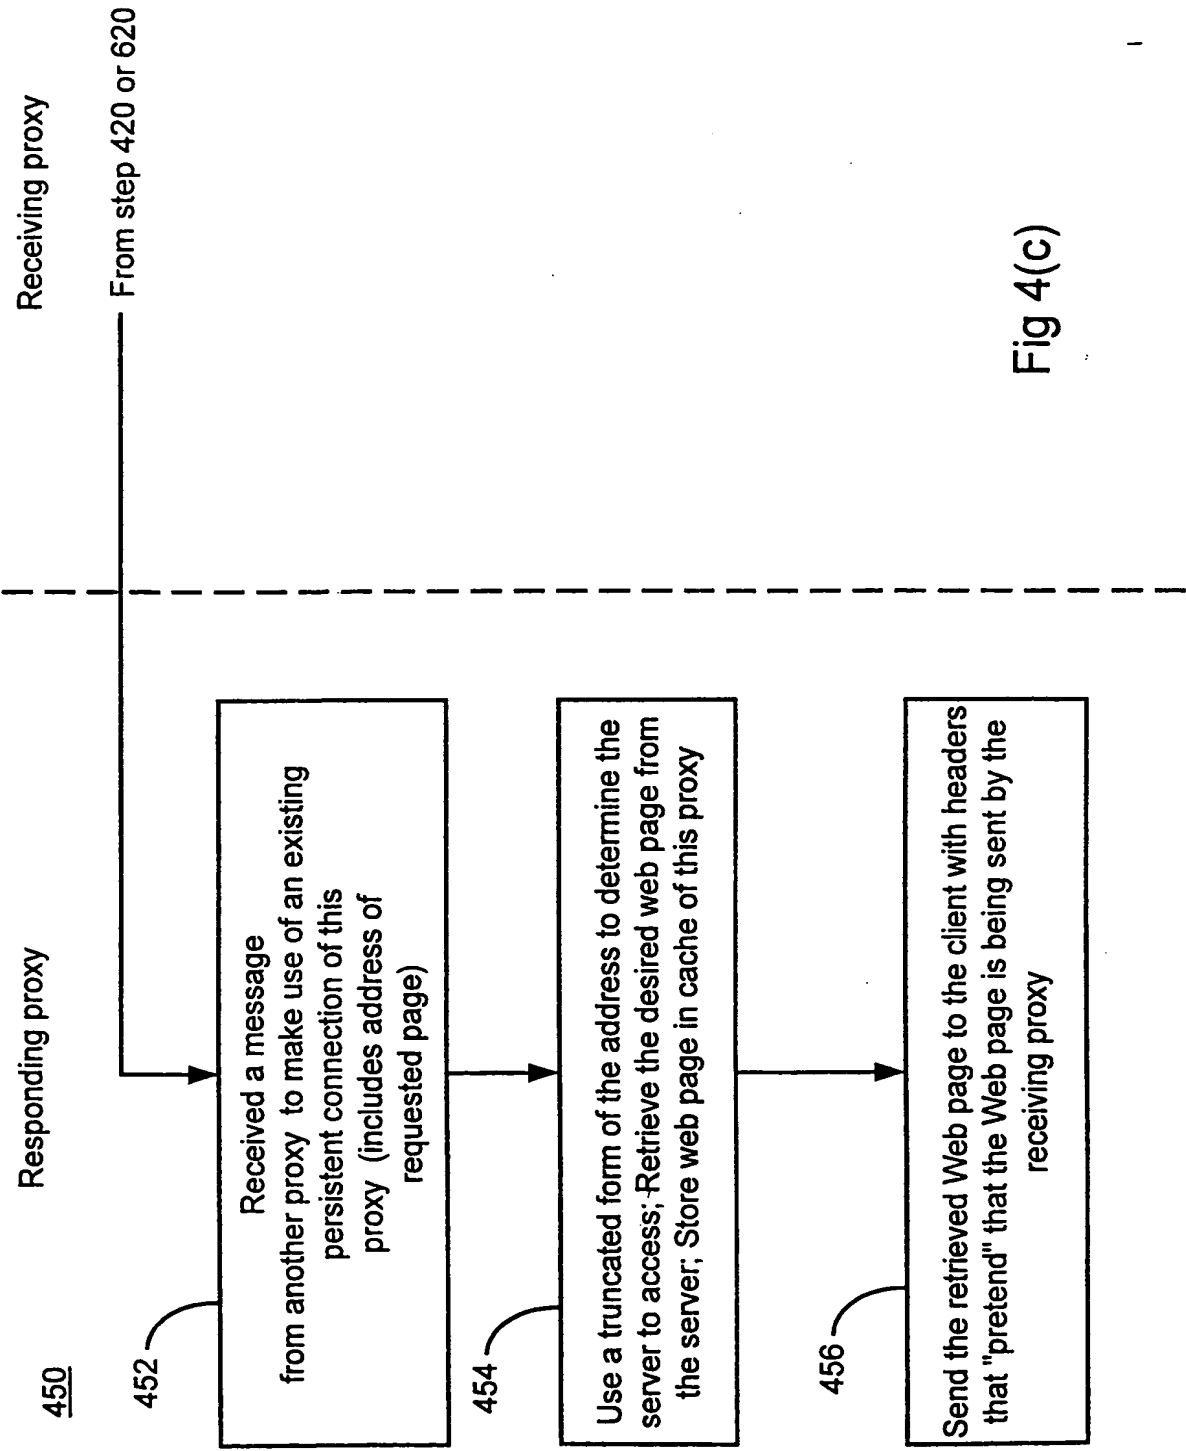 Responding proxy
Receiving proxy
450
From step 420 or 620
452
Received a message
from another proxy to make use of an existing
persistent connection of this
proxy (includes address of
requested page)
454
Use a truncated form of the address to determine the
server to access; Retrieve the desired web page from
the server; Store web page in cache of this proxy
456
Send the retrieved Web page to the client with headers
that "pretend" that the Web page is being sent by the
receiving proxy
Fig 4(c)